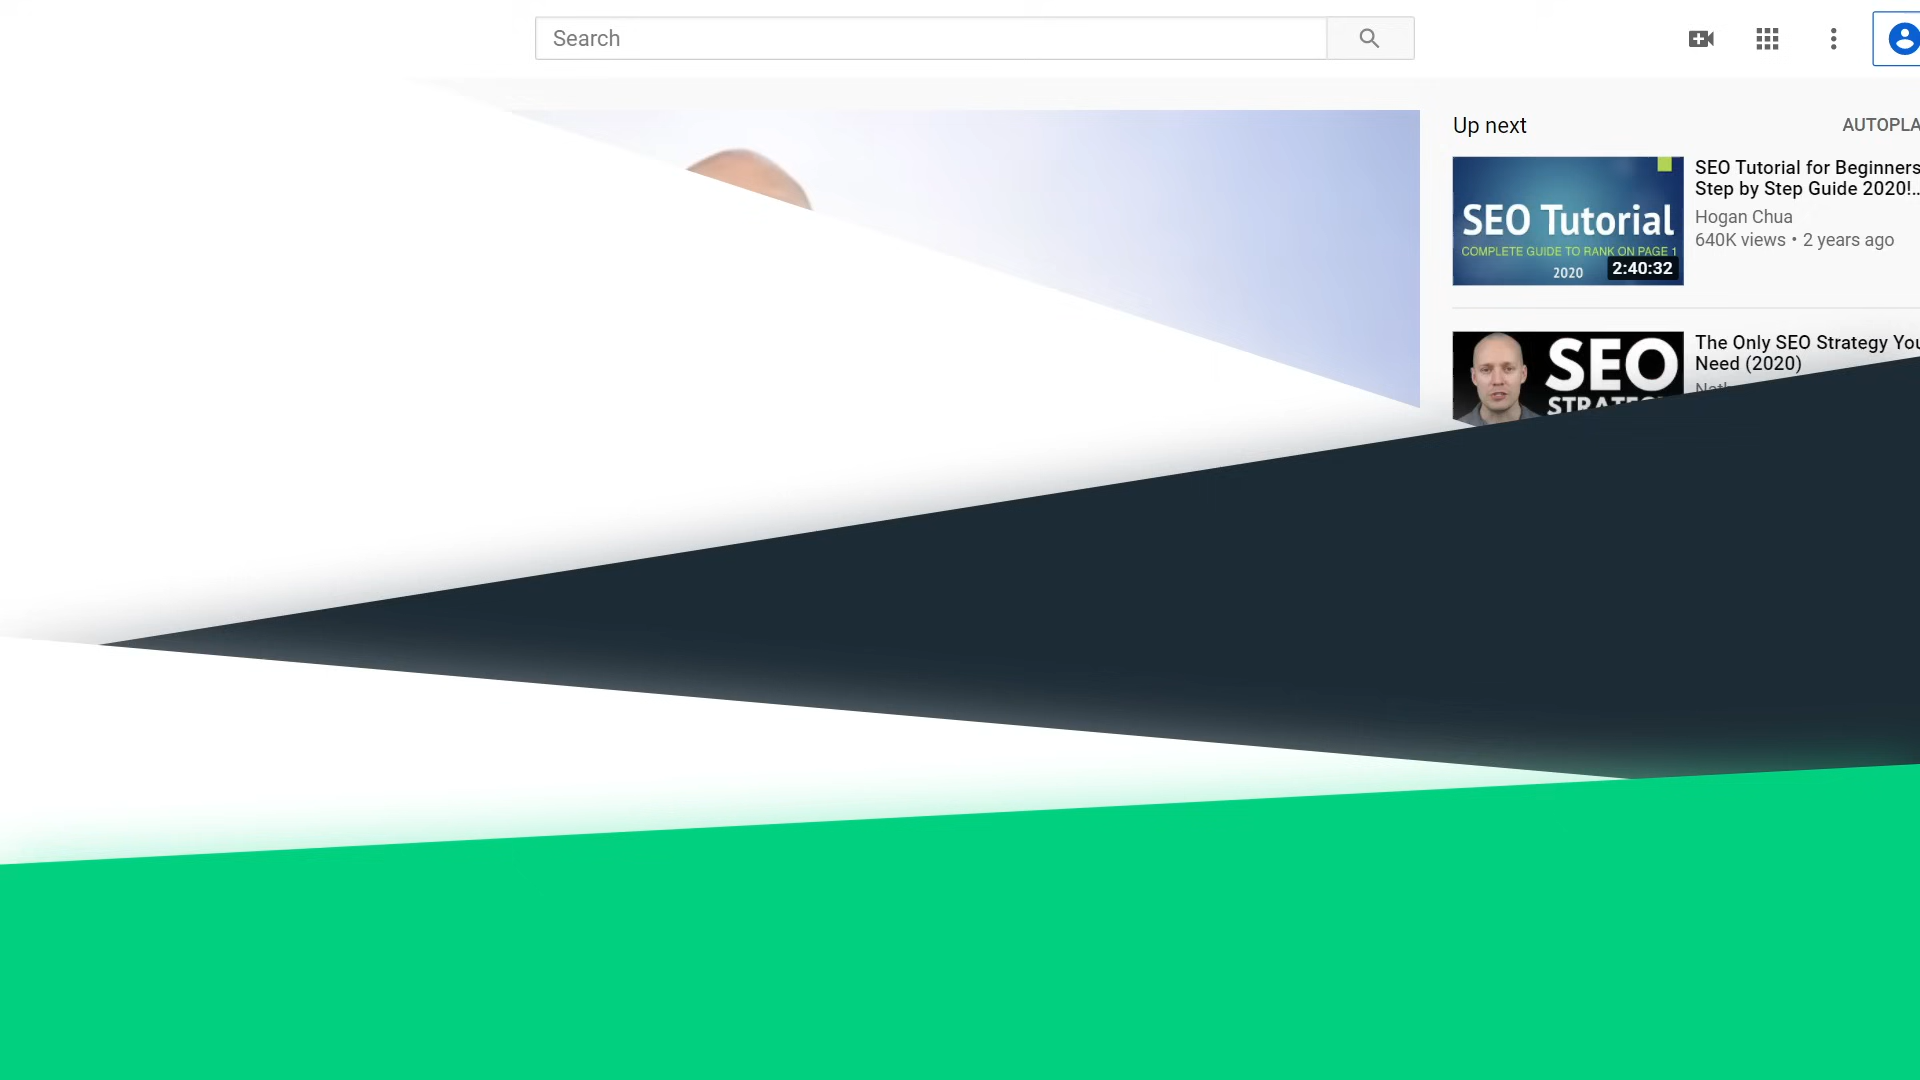 Search
Up next
AUTOPLA
SEO Tutorial
COMPLETE GUIDE TO RANK ON PAGE 1
2020
2:40:32
SEO Tutorial for Beginners
Step by Step Guide 2020!..
Hogan Chua
640K views • 2 years ago
SEO
The Only SEO Strategy You
Need (2020)